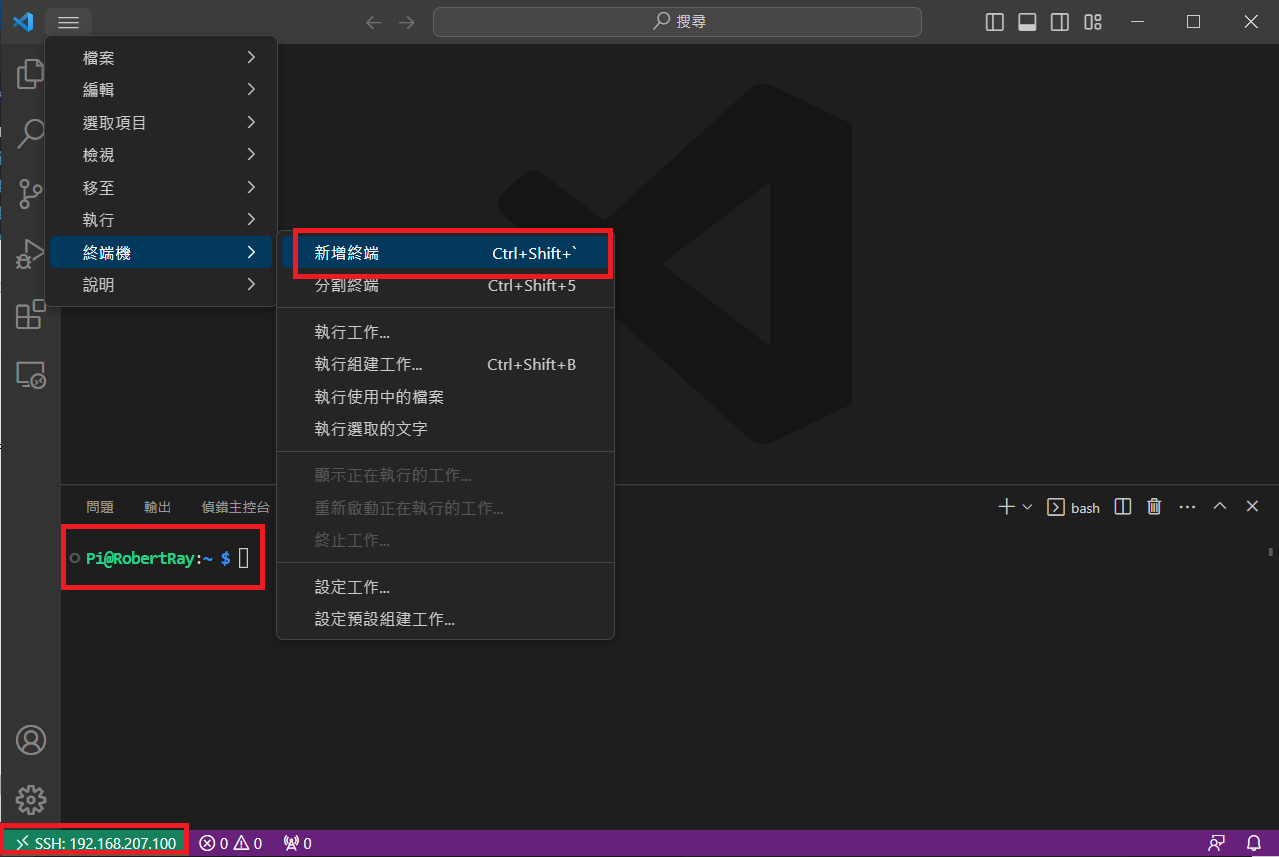 搜尋
檔案
編輯
選取項目
檢視
移至
執行
終端機
說明
新增終端 Ctrl+Shift+`
分割終端 Ctrl+Shift+5
執行工作...
執行組建工作... Ctrl+Shift+B
執行使用中的檔案
執行選取的文字
顯示正在執行的工作...
重新啟動正在執行的工作...
終止工作...
設定工作...
設定預設組建工作...
問題 輸出 偵錯主控台
bash
Pi@RobertRay:~ $
SSH: 192.168.207.100 0 0 0